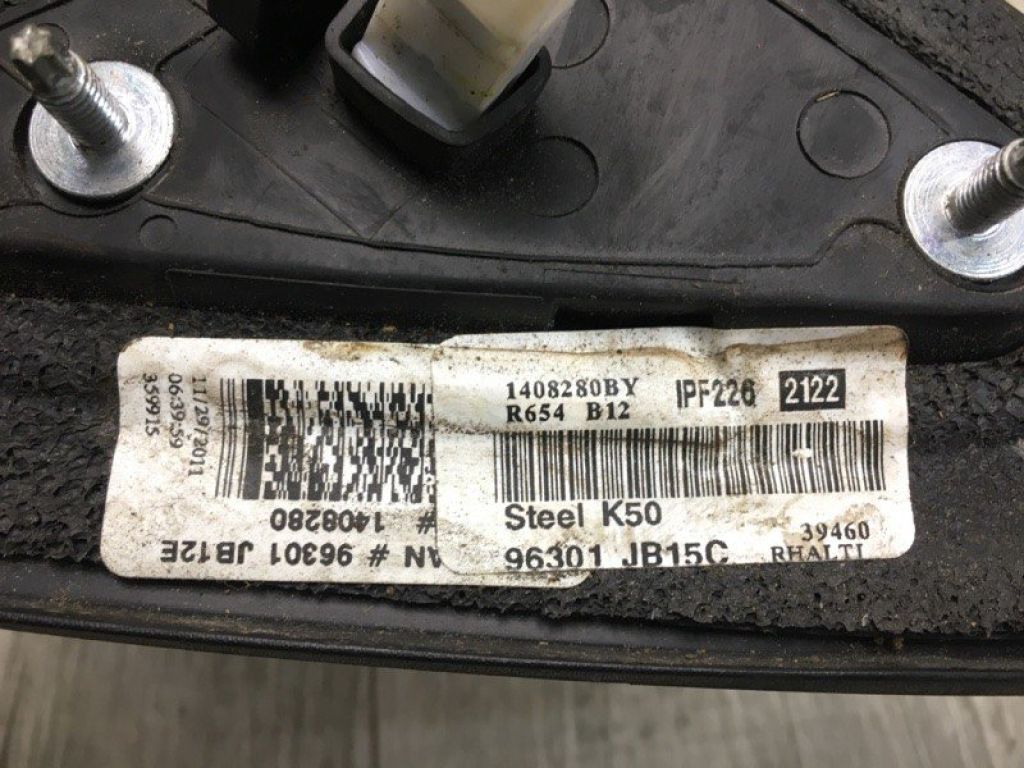 1408280BY IPF226 2122
R654 B12
Steel K50
39460
96301 JB15C RHALTI
11/29/2011
06:39:59
359915
# 1408280
AN # 96301 JB12E